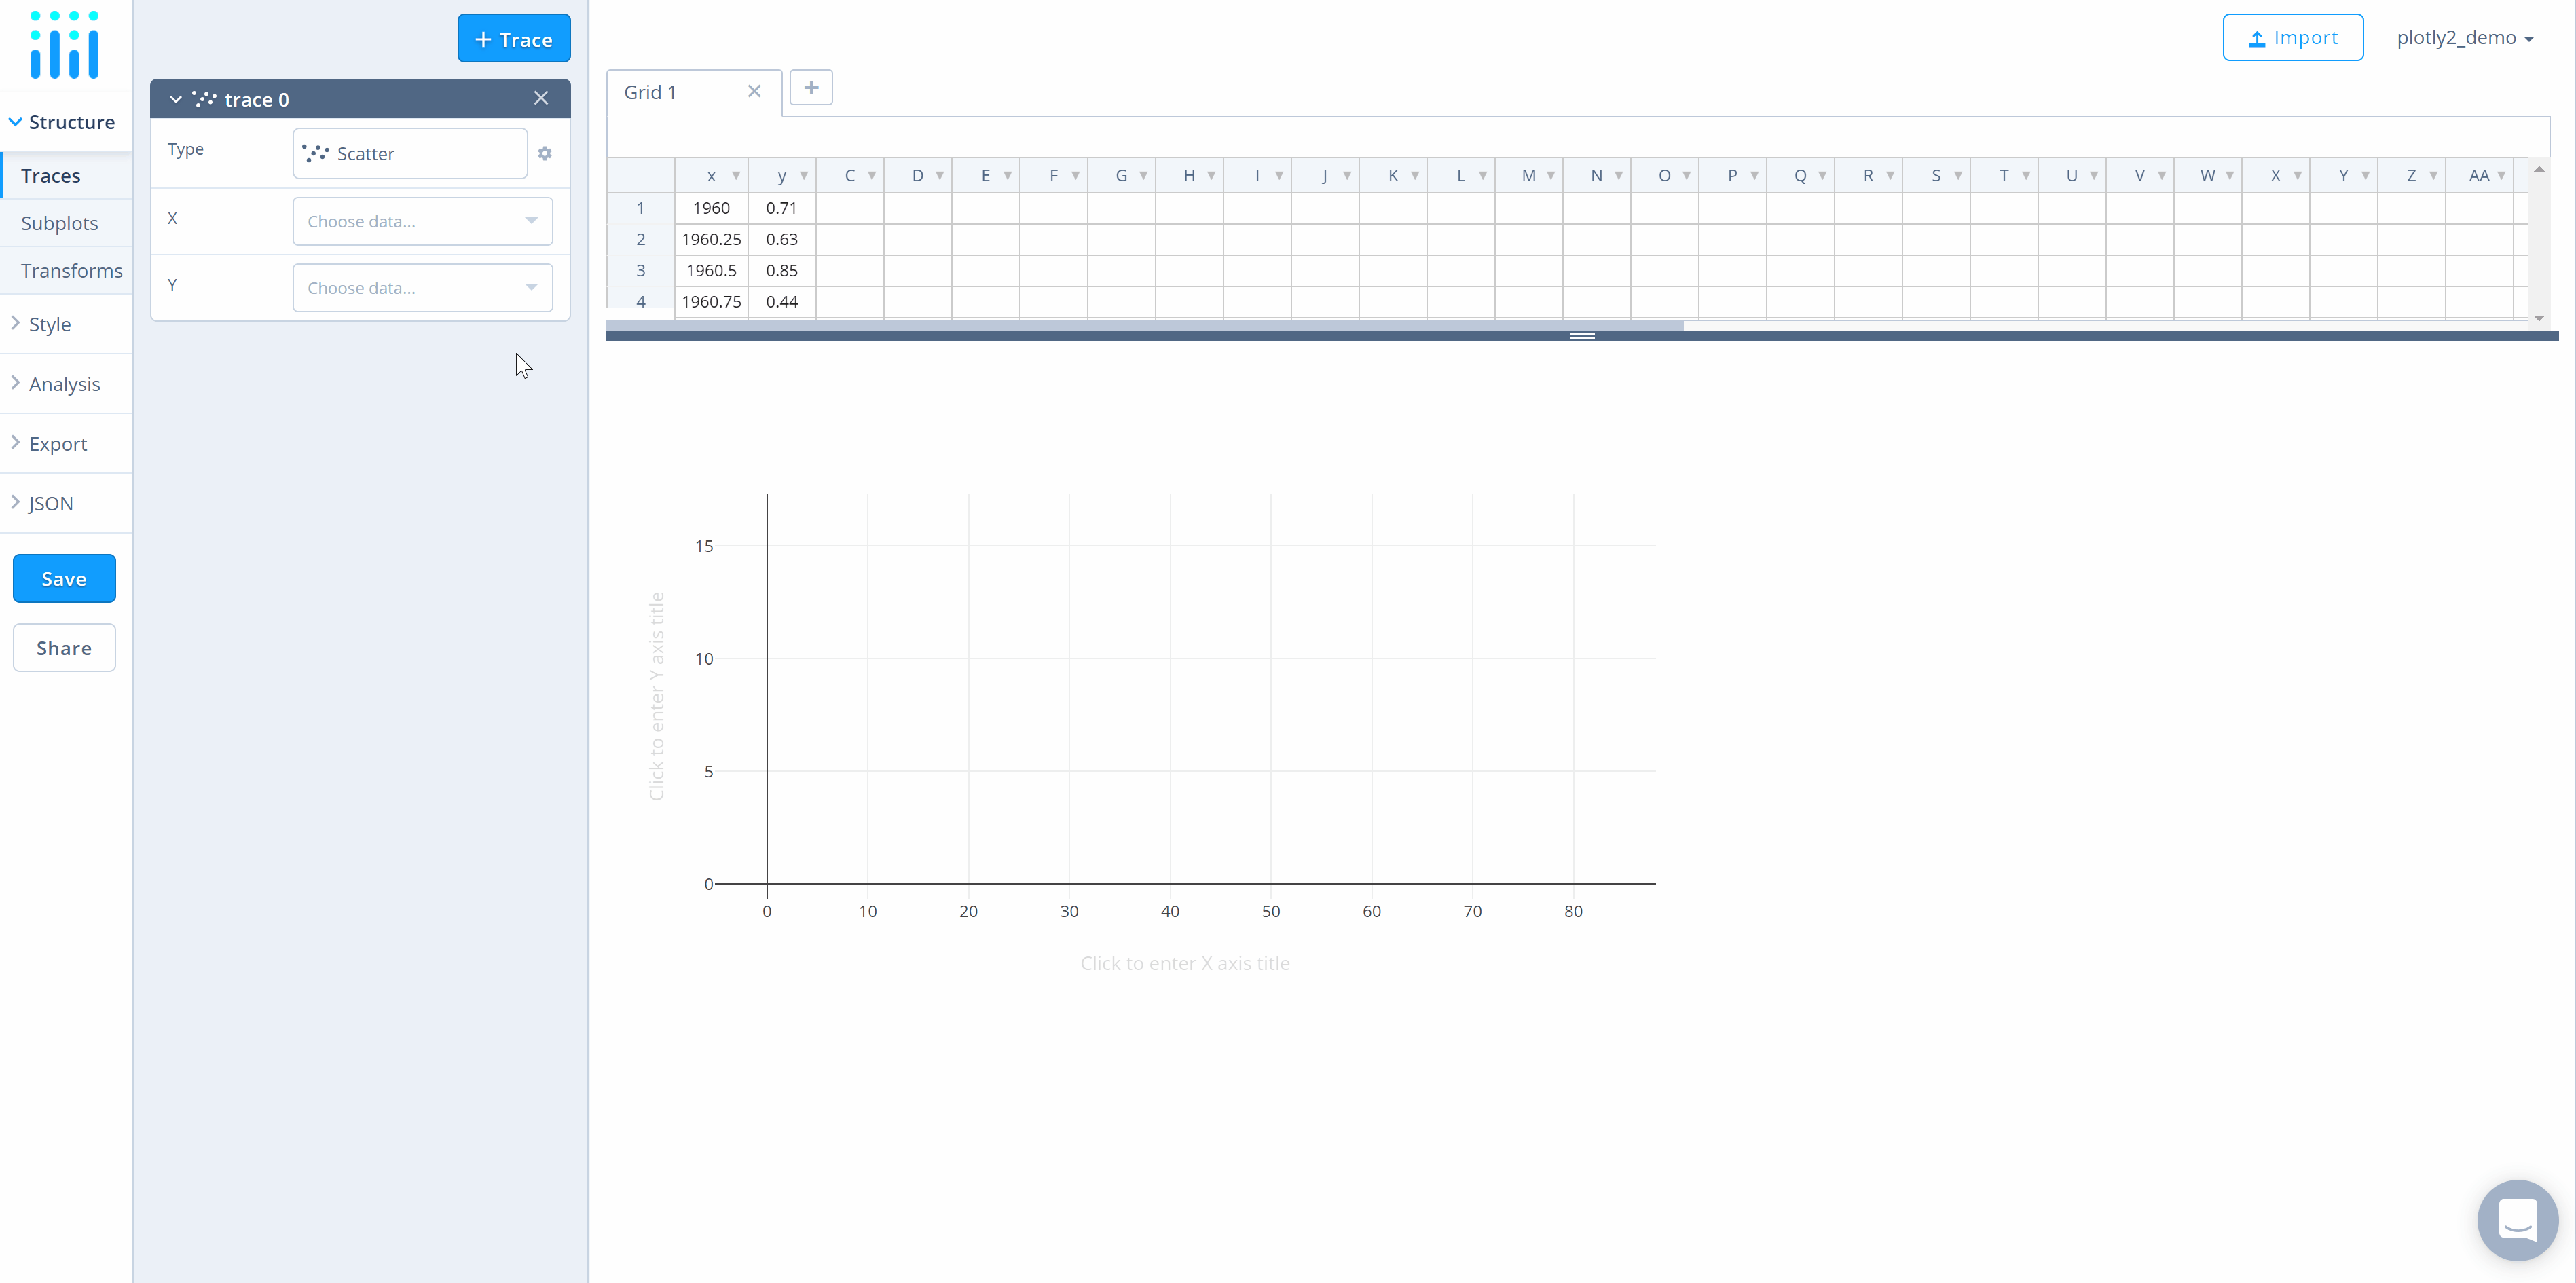 + Trace
Import
plotly2_demo
Structure
Traces
Subplots
Transforms
Style
Analysis
Export
JSON
Save
Share
trace 0
Type
Scatter
X
Choose data...
Y
Choose data...
Grid 1
+
x y C D E F G H I J K L M N O P Q R S T U V W X Y Z AA
1 1960 0.71
2 1960.25 0.63
3 1960.5 0.85
4 1960.75 0.44
15
10
5
0
Click to enter Y axis title
0 10 20 30 40 50 60 70 80
Click to enter X axis title